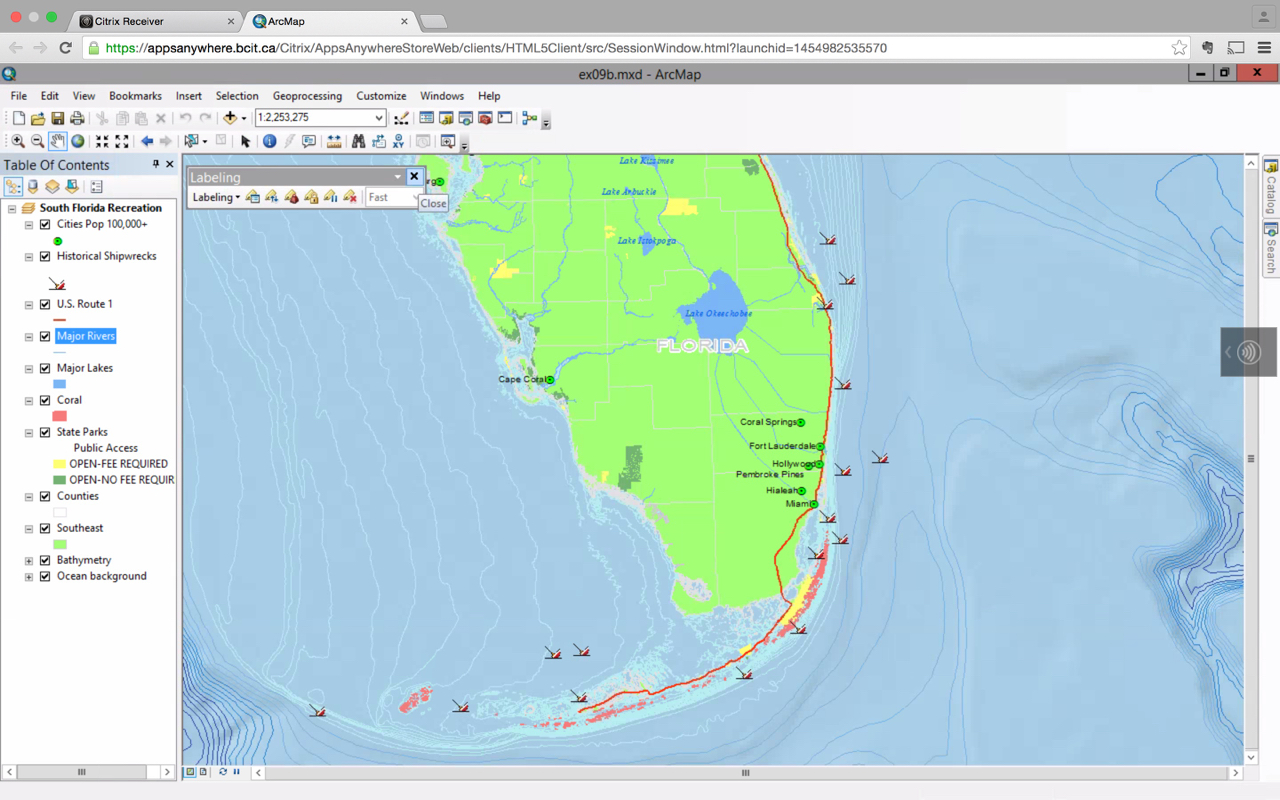 Citrix Receiver
ArcMap
https://appsanywhere.bcit.ca/Citrix/AppsAnywhereStoreWeb/clients/HTML5Client/src/SessionWindow.html?launchid=1454982535570
ex09b.mxd - ArcMap
File Edit View Bookmarks Insert Selection Geoprocessing Customize Windows Help
1:2,253,275
Table Of Contents
South Florida Recreation
Cities Pop 100,000+
Historical Shipwrecks
U.S. Route 1
Major Rivers
Major Lakes
Coral
State Parks
Public Access
OPEN-FEE REQUIRED
OPEN-NO FEE REQUIR
Counties
Southeast
Bathymetry
Ocean background
Labeling
Labeling Fast
Close
Lake Kissimee
Lake Arbuckle
Lake Istokpoga
Lake Okeechobee
FLORIDA
Cape Coral
Coral Springs
Fort Lauderdale
Hollywood
Pembroke Pines
Hialeah
Miami
Catalog
Search